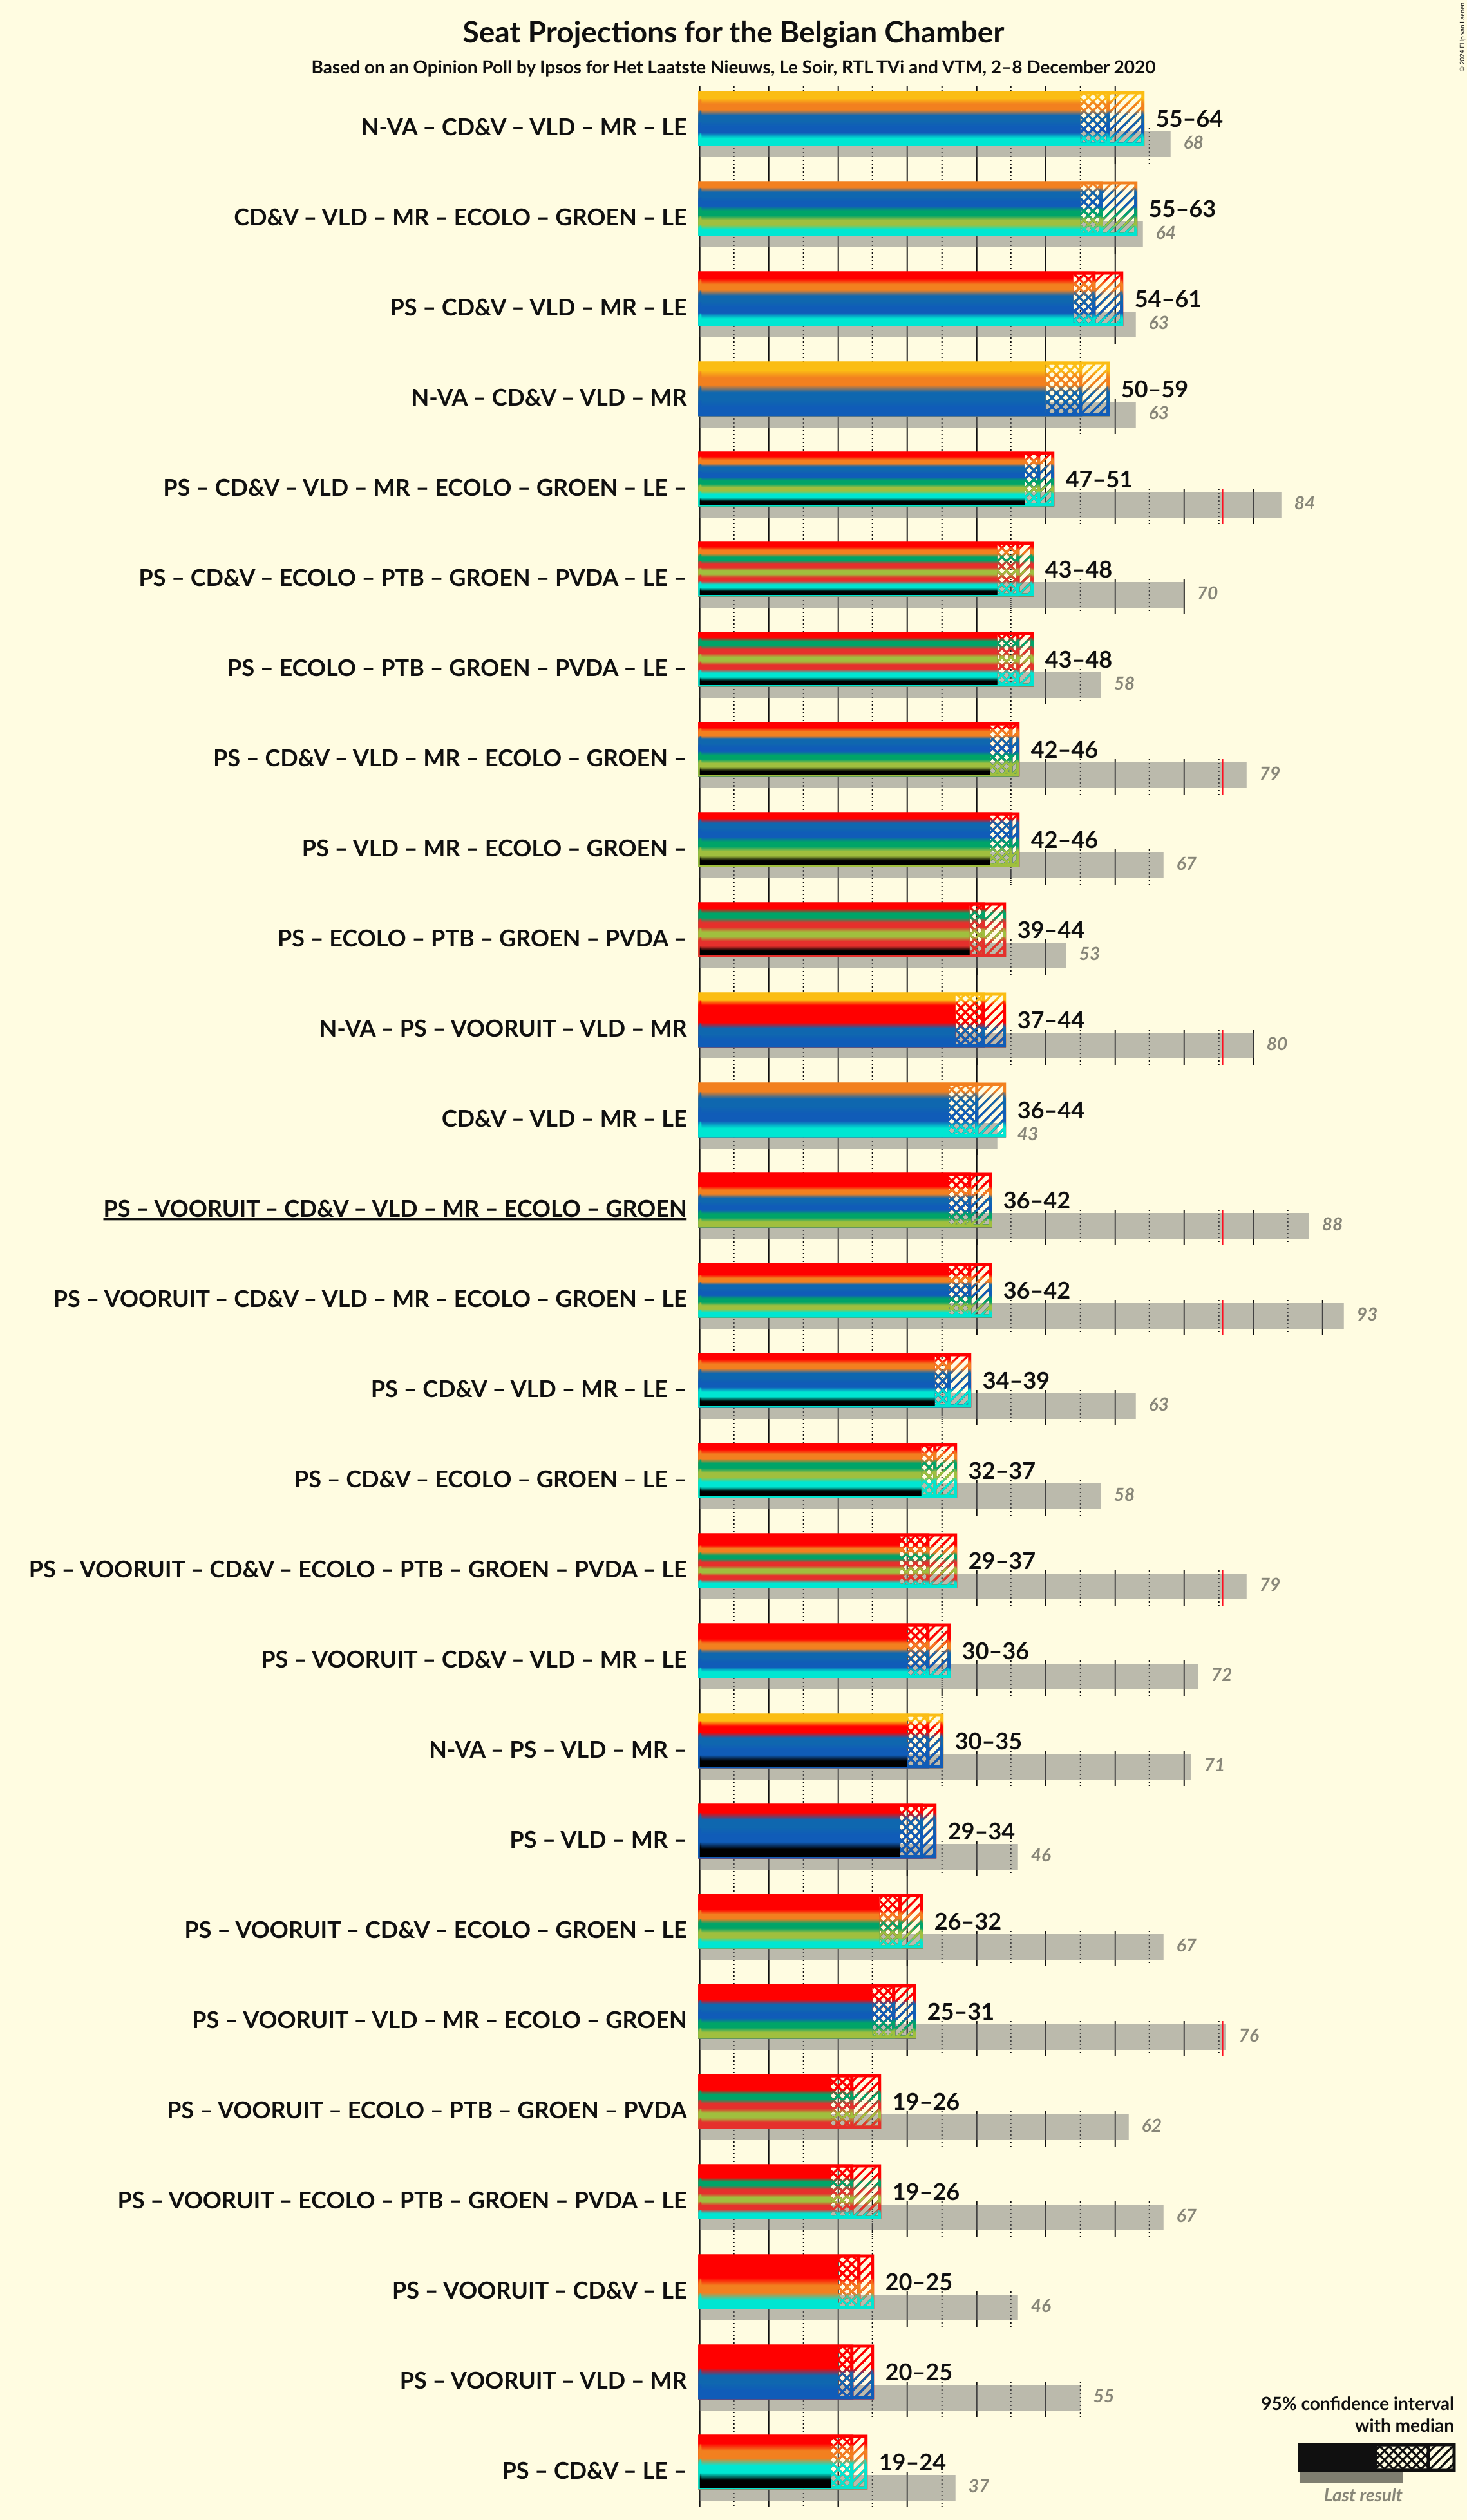 Seat Projections for the Belgian Chamber
Based on an Opinion Poll by Ipsos for Het Laatste Nieuws, Le Soir, RTL TVi and VTM, 2–8 December 2020
© 2024 Filip van Laenen
N-VA – CD&V – VLD – MR – LE
55–64
68
CD&V – VLD – MR – ECOLO – GROEN – LE
55–63
64
PS – CD&V – VLD – MR – LE
54–61
63
N-VA – CD&V – VLD – MR
50–59
63
PS – CD&V – VLD – MR – ECOLO – GROEN – LE –
47–51
84
PS – CD&V – ECOLO – PTB – GROEN – PVDA – LE –
43–48
70
PS – ECOLO – PTB – GROEN – PVDA – LE –
43–48
58
PS – CD&V – VLD – MR – ECOLO – GROEN –
42–46
79
PS – VLD – MR – ECOLO – GROEN –
42–46
67
PS – ECOLO – PTB – GROEN – PVDA –
39–44
53
N-VA – PS – VOORUIT – VLD – MR
37–44
80
CD&V – VLD – MR – LE
36–44
43
PS – VOORUIT – CD&V – VLD – MR – ECOLO – GROEN
36–42
88
PS – VOORUIT – CD&V – VLD – MR – ECOLO – GROEN – LE
36–42
93
PS – CD&V – VLD – MR – LE –
34–39
63
PS – CD&V – ECOLO – GROEN – LE –
32–37
58
PS – VOORUIT – CD&V – ECOLO – PTB – GROEN – PVDA – LE
29–37
79
PS – VOORUIT – CD&V – VLD – MR – LE
30–36
72
N-VA – PS – VLD – MR –
30–35
71
PS – VLD – MR –
29–34
46
PS – VOORUIT – CD&V – ECOLO – GROEN – LE
26–32
67
PS – VOORUIT – VLD – MR – ECOLO – GROEN
25–31
76
PS – VOORUIT – ECOLO – PTB – GROEN – PVDA
19–26
62
PS – VOORUIT – ECOLO – PTB – GROEN – PVDA – LE
19–26
67
PS – VOORUIT – CD&V – LE
20–25
46
PS – VOORUIT – VLD – MR
20–25
55
PS – CD&V – LE –
19–24
37
95% confidence interval
with median
Last result